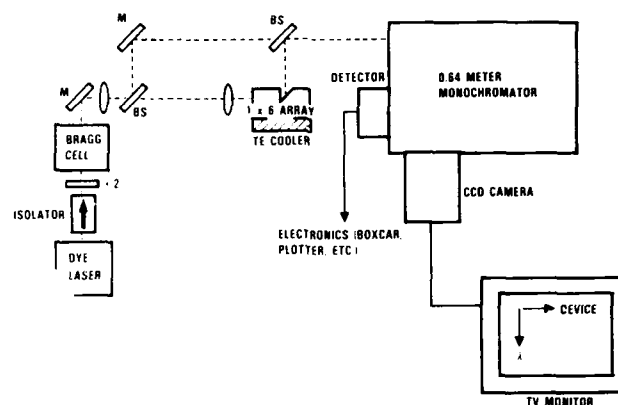 M
BS
M
BS
DETECTOR
0.64 METER
MONOCHROMATOR
1 x 6 ARRAY
TE COOLER
BRAGG
CELL
ISOLATOR
DYE
LASER
CCD CAMERA
ELECTRONICS (BOXCAR,
PLOTTER, ETC)
CEVICE
λ
TV MONITOR